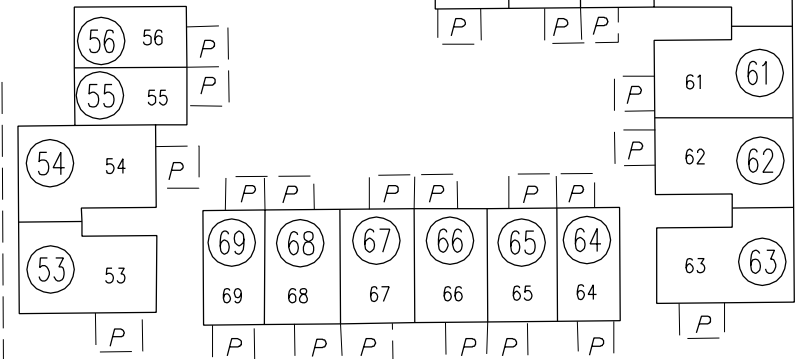 P P P
56 56 P
61 61
55 55 P
P
54 54 P
P 62 62
P P P P P P
69 68 67 66 65 64
53 53
63 63
69 68 67 66 65 64
P P P P P P P P